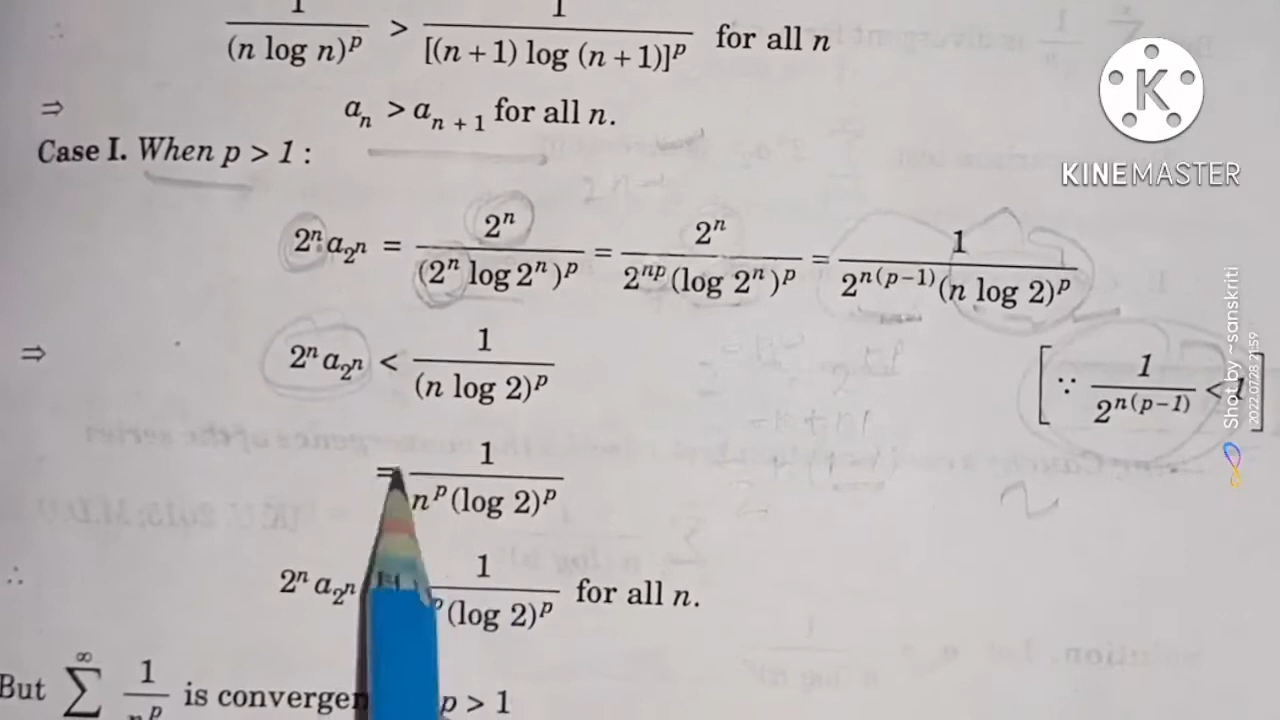 ∴ 1/(n log n)^p > 1/[(n + 1) log (n + 1)]^p for all n
⇒ a_n > a_{n + 1} for all n.
Case I. When p > 1 :
2^n a_{2^n} = 2^n/(2^n log 2^n)^p = 2^n/(2^{np} (log 2^n)^p) = 1/(2^{n(p–1)} (n log 2)^p)
⇒ 2^n a_{2^n} < 1/(n log 2)^p [∵ 1/2^{n(p–1)} < 1]
= 1/(n^p (log 2)^p)
∴ 2^n a_{2^n} 1/(log 2)^p for all n.
But ∞ ∑ 1/n^p is convergen p > 1
K
KINEMASTER
Shot by ~sanskriti
2022.07.28 21:59